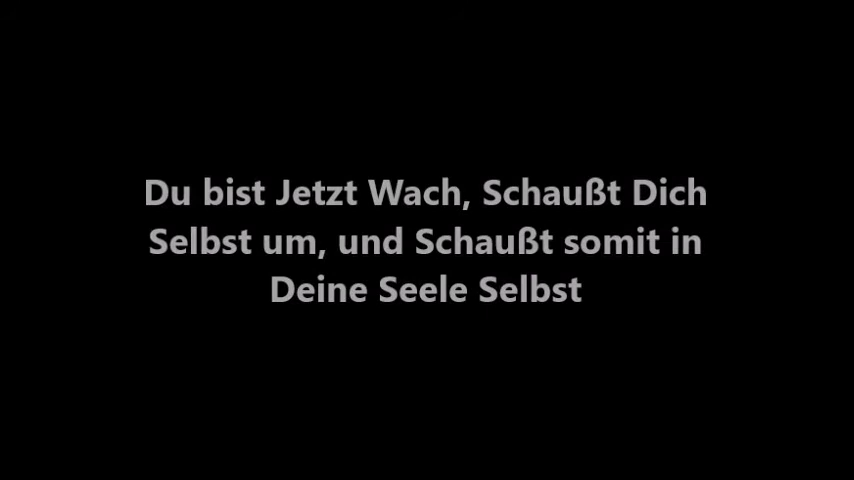 Du bist Jetzt Wach, Schaußt Dich
Selbst um, und Schaußt somit in
Deine Seele Selbst